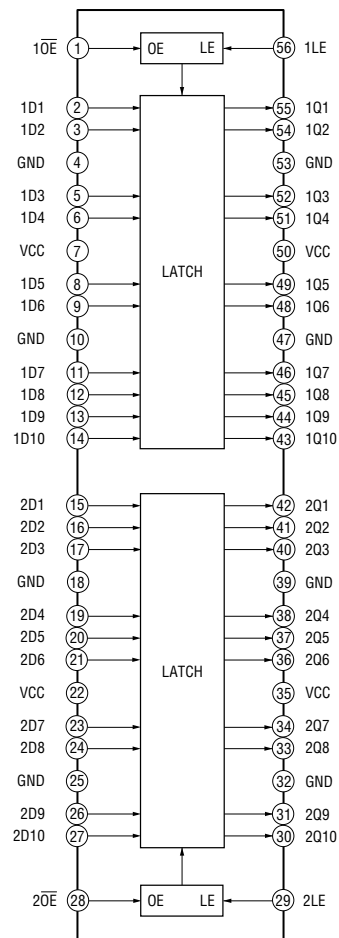 1O̅E̅ 1 OE LE 56 1LE
1D1 2 55 1Q1
1D2 3 54 1Q2
GND 4 53 GND
1D3 5 52 1Q3
1D4 6 51 1Q4
VCC 7 50 VCC
LATCH
1D5 8 49 1Q5
1D6 9 48 1Q6
GND 10 47 GND
1D7 11 46 1Q7
1D8 12 45 1Q8
1D9 13 44 1Q9
1D10 14 43 1Q10
2D1 15 42 2Q1
2D2 16 41 2Q2
2D3 17 40 2Q3
GND 18 39 GND
2D4 19 38 2Q4
2D5 20 37 2Q5
2D6 21 36 2Q6
LATCH
VCC 22 35 VCC
2D7 23 34 2Q7
2D8 24 33 2Q8
GND 25 32 GND
2D9 26 31 2Q9
2D10 27 30 2Q10
2O̅E̅ 28 OE LE 29 2LE